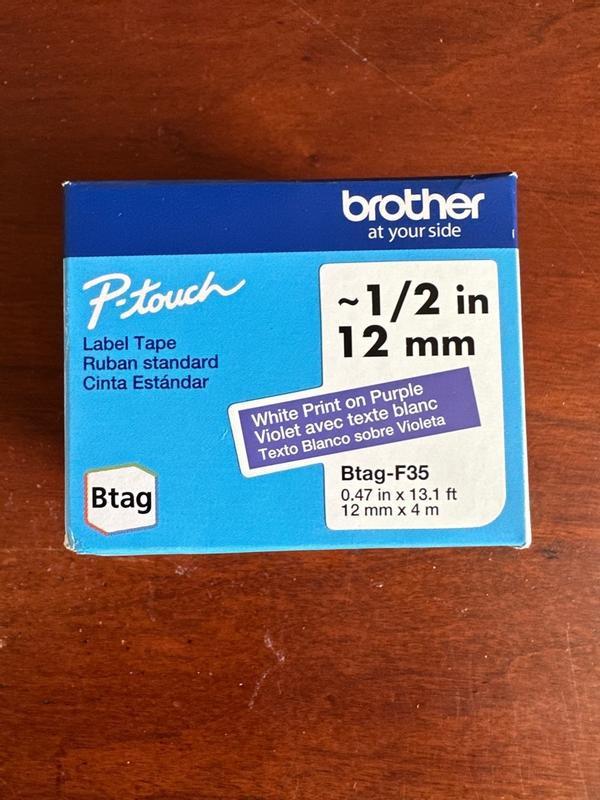 brother
at your side
P-touch
Label Tape
Ruban standard
Cinta Estándar
~1/2 in
12 mm
White Print on Purple
Violet avec texte blanc
Texto Blanco sobre Violeta
Btag
Btag-F35
0.47 in x 13.1 ft
12 mm x 4 m